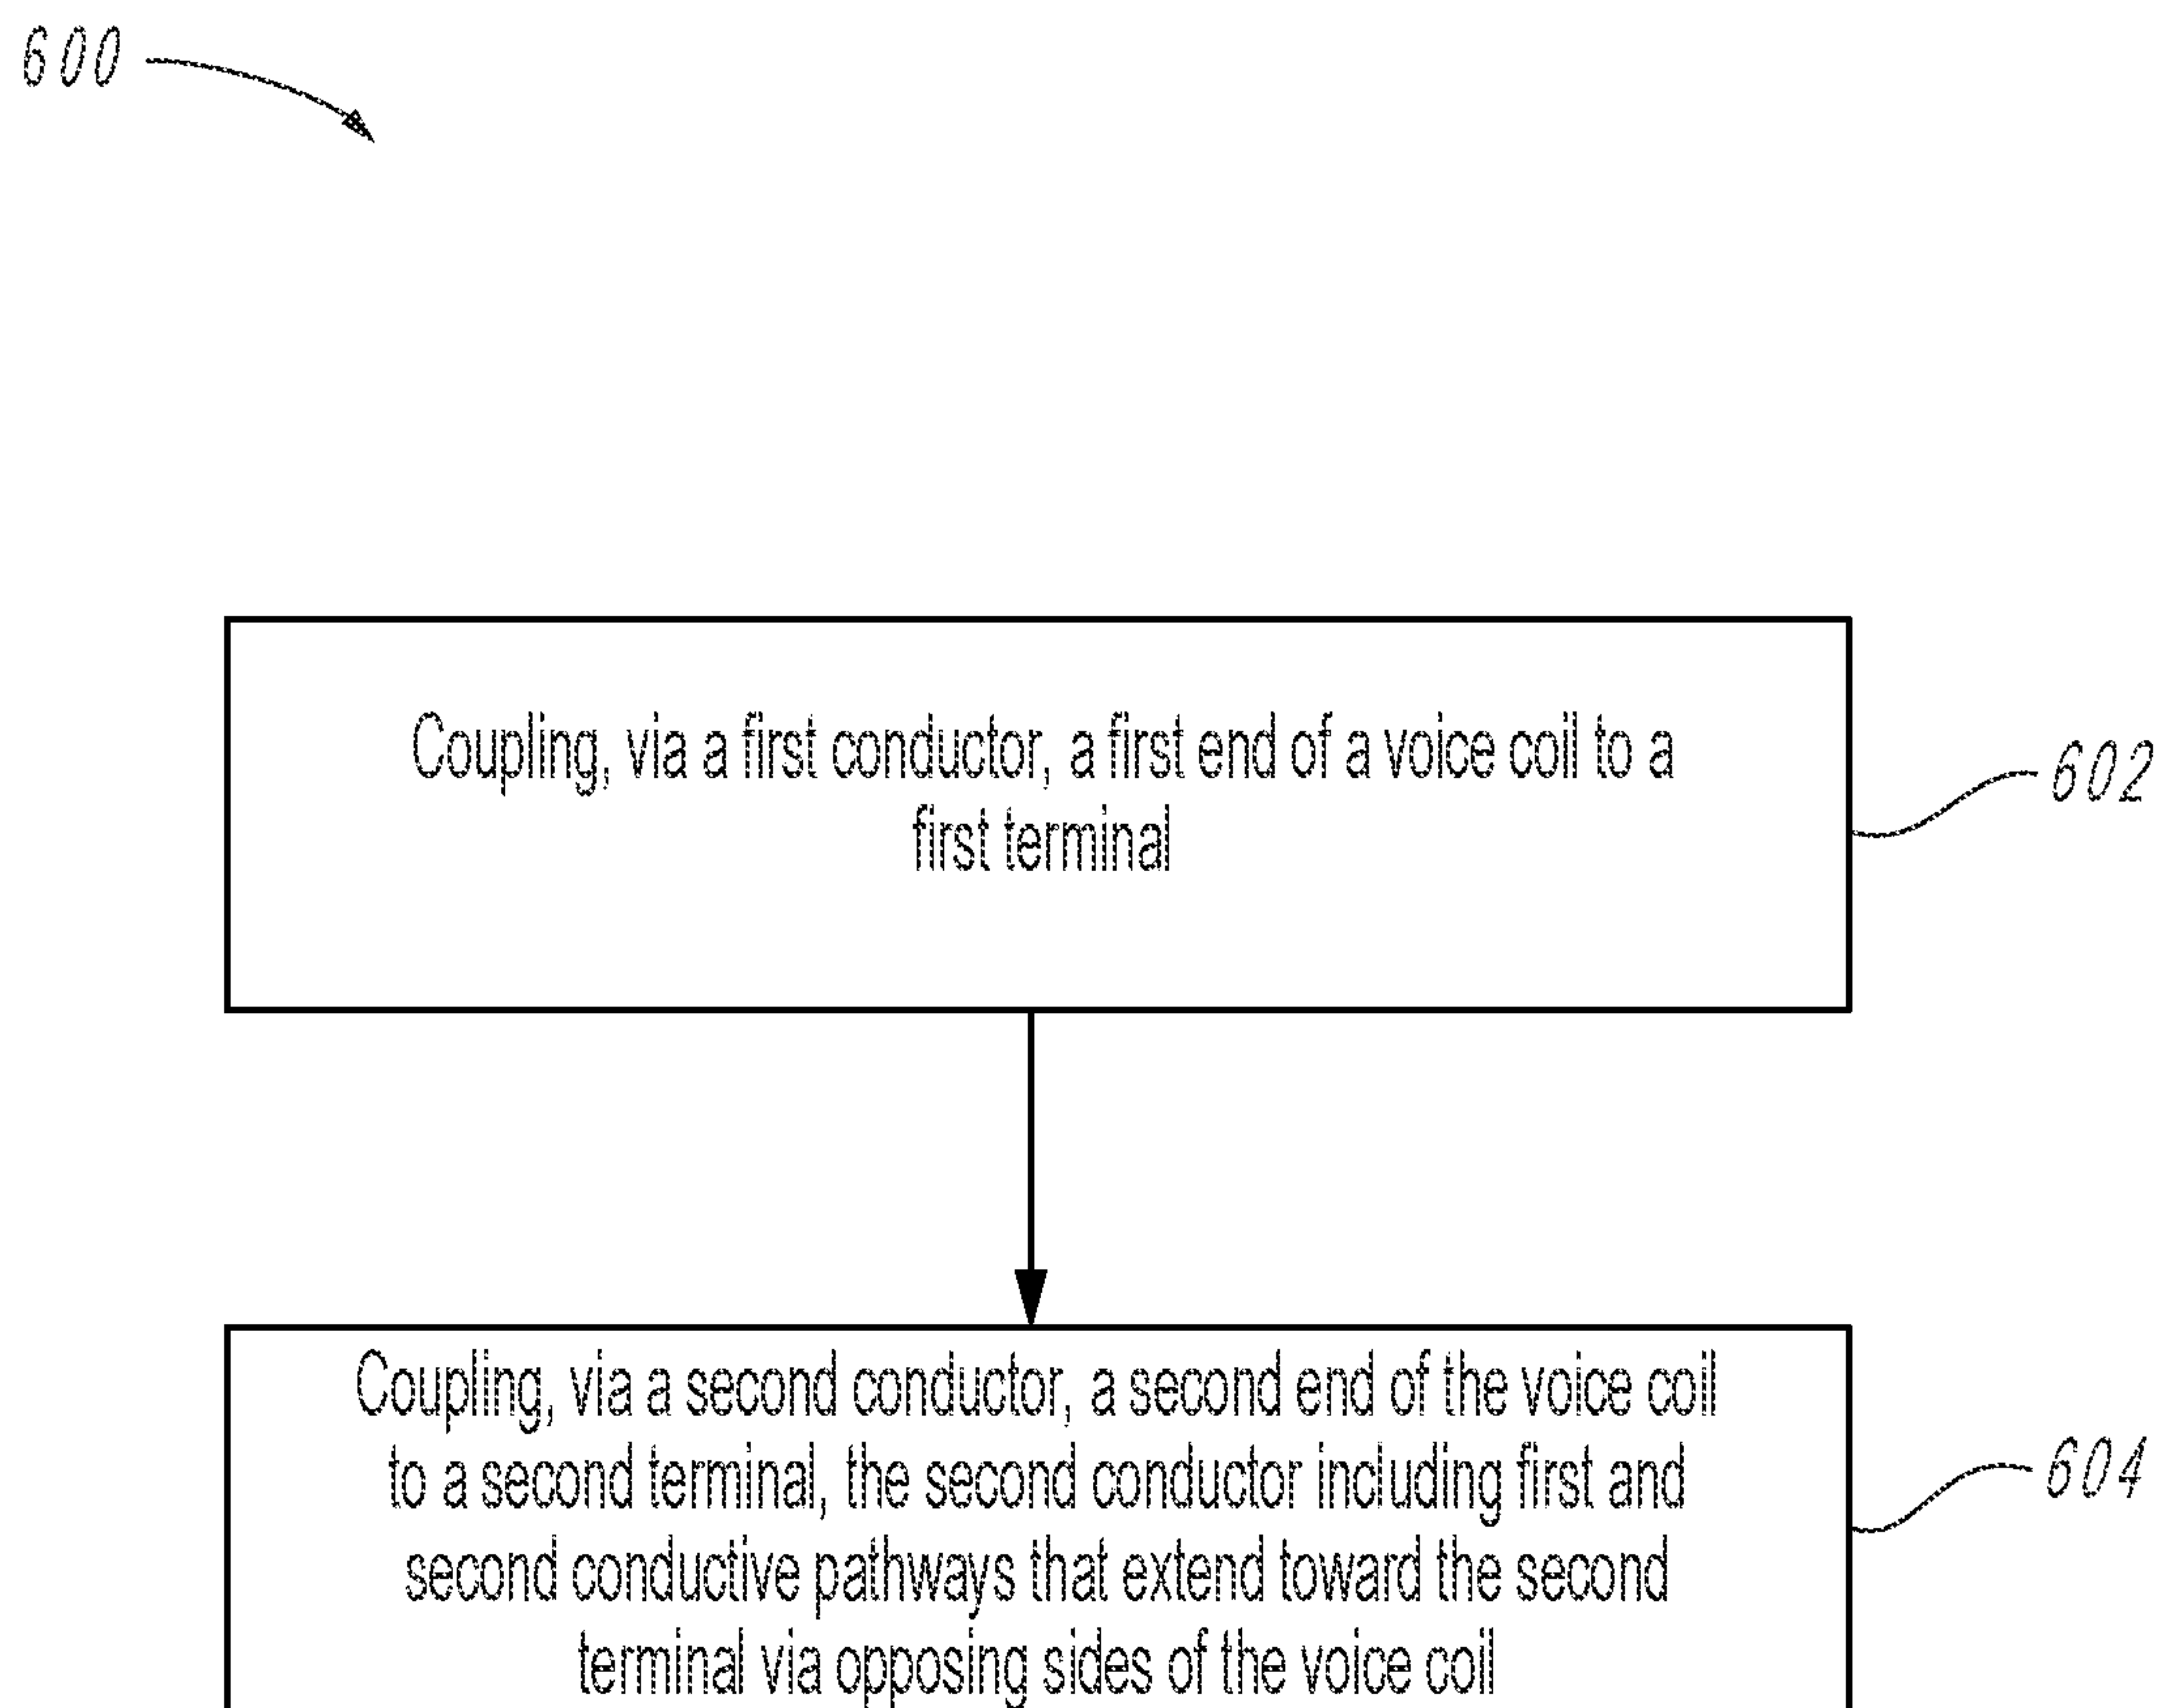 600
Coupling, via a first conductor, a first end of a voice coil to a
first terminal
602
Coupling, via a second conductor, a second end of the voice coil
to a second terminal, the second conductor including first and
second conductive pathways that extend toward the second
terminal via opposing sides of the voice coil
604